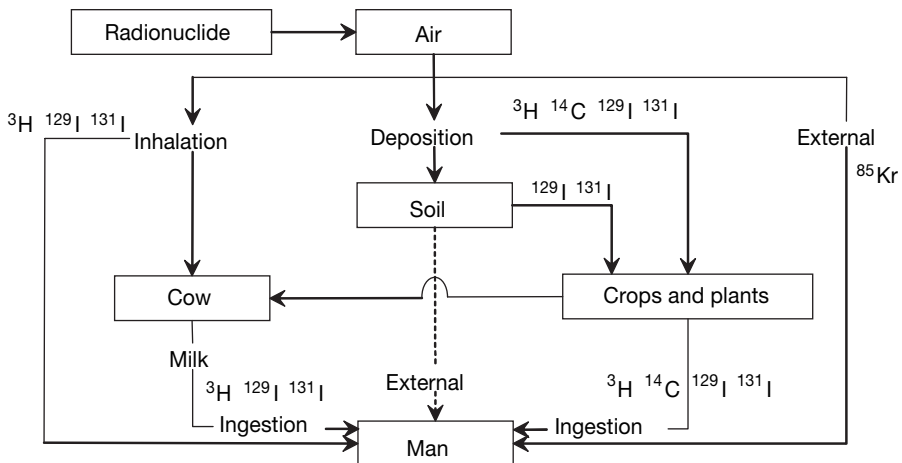 Radionuclide
Air
³H ¹²⁹I ¹³¹I
Inhalation
Deposition
³H ¹⁴C ¹²⁹I ¹³¹I
External
⁸⁵Kr
¹²⁹I ¹³¹I
Soil
Cow
Crops and plants
Milk
³H ¹²⁹I ¹³¹I
External
³H ¹⁴C ¹²⁹I ¹³¹I
Ingestion
Ingestion
Man